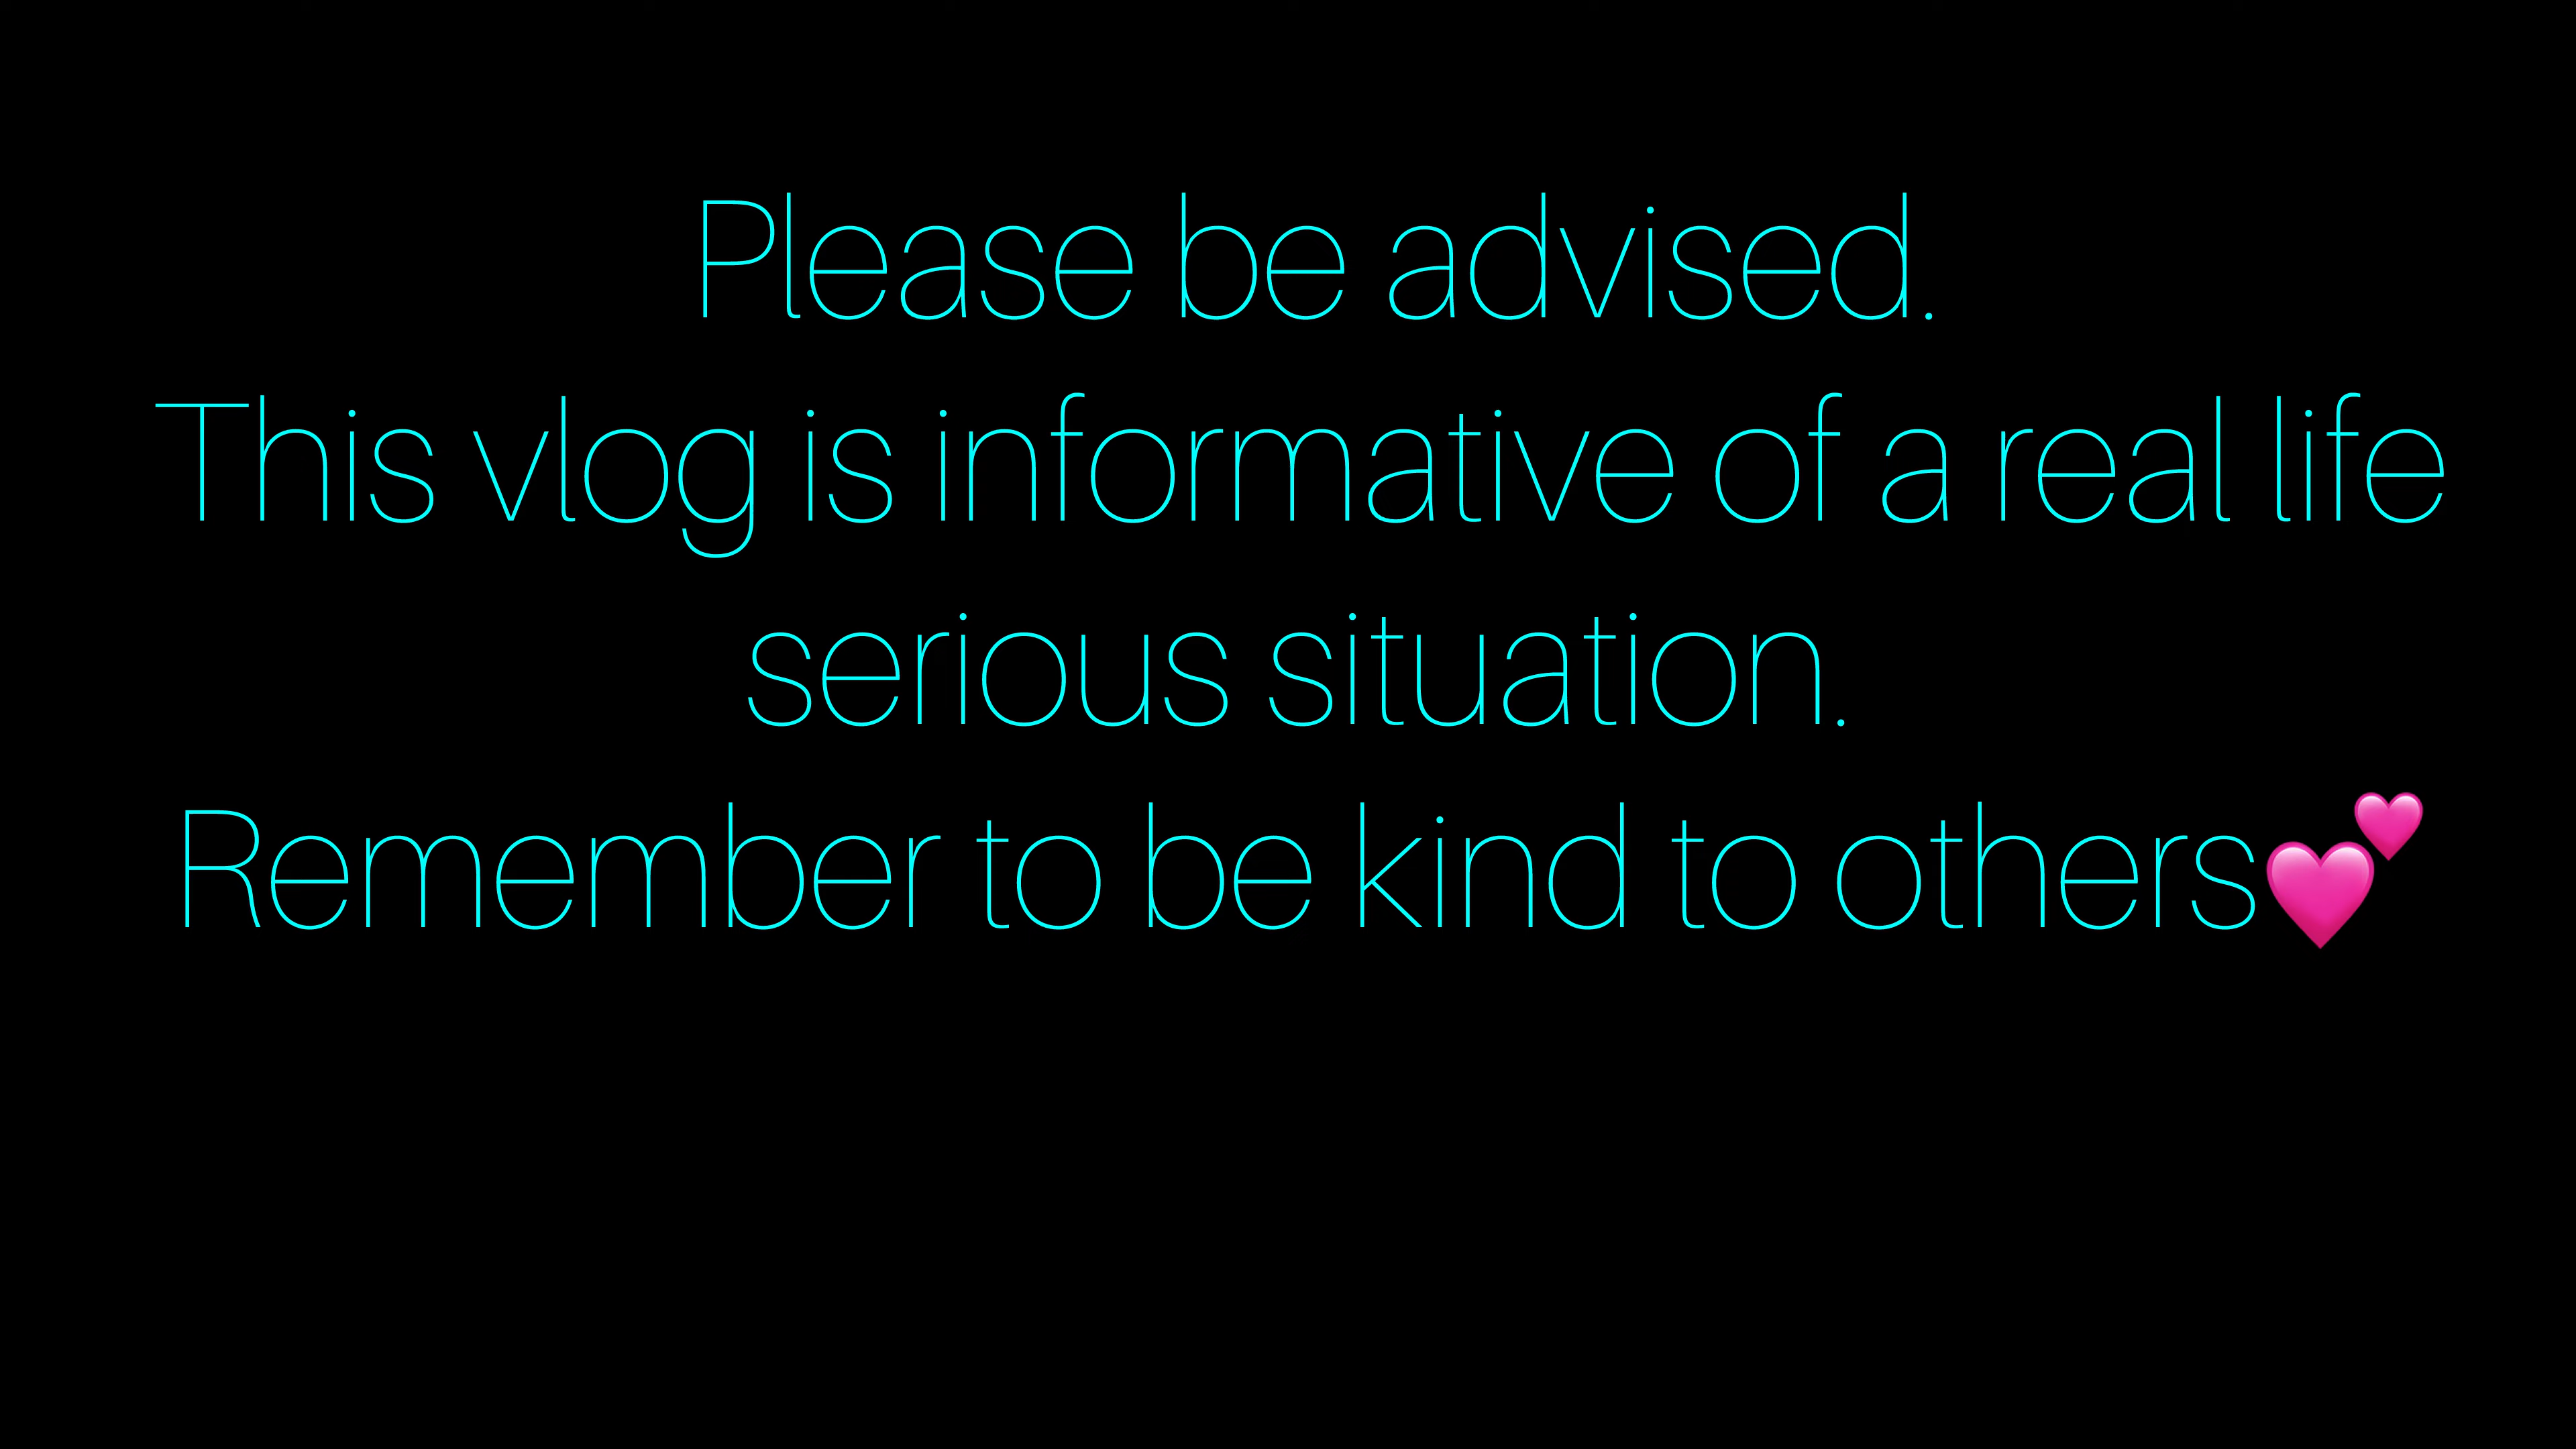 Please be advised.
This vlog is informative of a real life
serious situation.
Remember to be kind to others💕